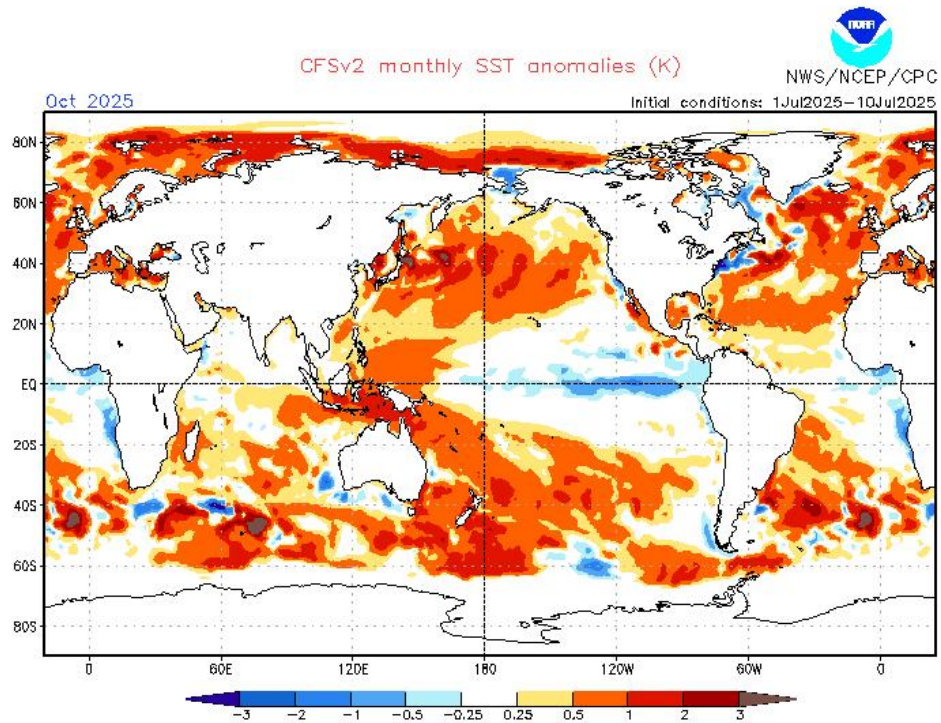 NOAA
CFSv2 monthly SST anomalies (K)
NWS/NCEP/CPC
Oct 2025
Initial conditions: 1Jul2025-10Jul2025
80N
60N
40N
20N
EQ
20S
40S
60S
80S
0 60E 120E 180 120W 60W 0
-3 -2 -1 -0.5 -0.25 0.25 0.5 1 2 3